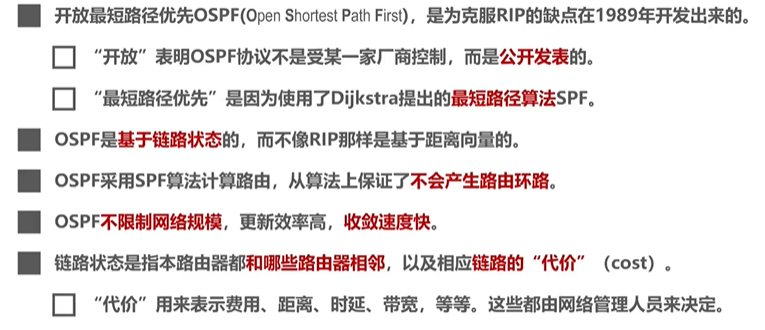 开放最短路径优先OSPF(Open Shortest Path First)，是为克服RIP的缺点在1989年开发出来的。
“开放”表明OSPF协议不是受某一家厂商控制，而是公开发表的。
“最短路径优先”是因为使用了Dijkstra提出的最短路径算法SPF。
OSPF是基于链路状态的，而不像RIP那样是基于距离向量的。
OSPF采用SPF算法计算路由，从算法上保证了不会产生路由环路。
OSPF不限制网络规模，更新效率高，收敛速度快。
链路状态是指本路由器都和哪些路由器相邻，以及相应链路的“代价”（cost）。
“代价”用来表示费用、距离、时延、带宽，等等。这些都由网络管理人员来决定。